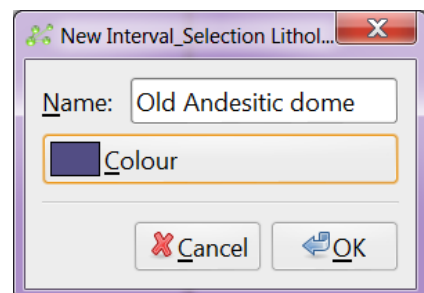 New Interval_Selection Lithol...
Name: Old Andesitic dome
Colour
Cancel OK